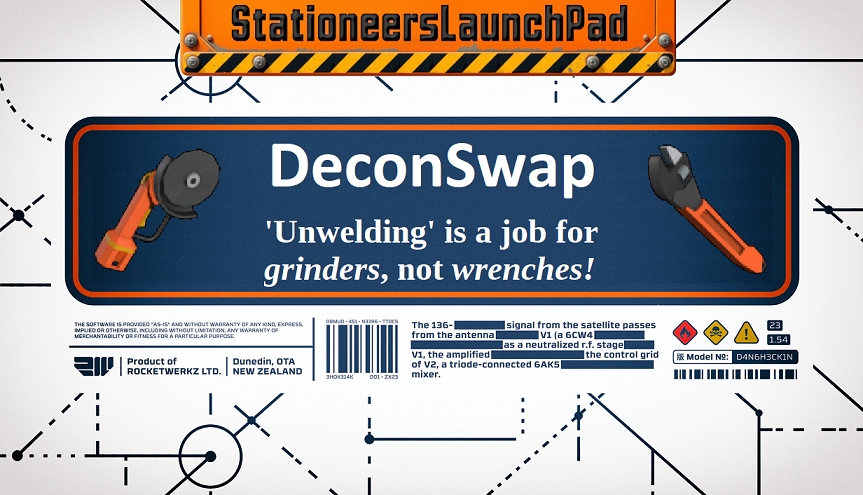 StationeersLaunchPad
DeconSwap
'Unwelding' is a job for
grinders, not wrenches!
THE SOFTWARE IS PROVIDED "AS-IS" AND WITHOUT WARRANTY OF ANY KIND, EXPRESS,
IMPLIED OR OTHERWISE, INCLUDING WITHOUT LIMITATION, ANY WARRANTY OF
MERCHANTABILITY OR FITNESS FOR A PARTICULAR PURPOSE.
Product of
ROCKETWERKZ LTD.
Dunedin, OTA
NEW ZEALAND
The 136- signal from the satellite passes
from the antenna V1 (a 6CW4
as a neutralized r.f. stage
V1, the amplified the control grid
of V2, a triode-connected 6AK5
mixer.
23
1.54
版 Model №: D4N6H3CK1N